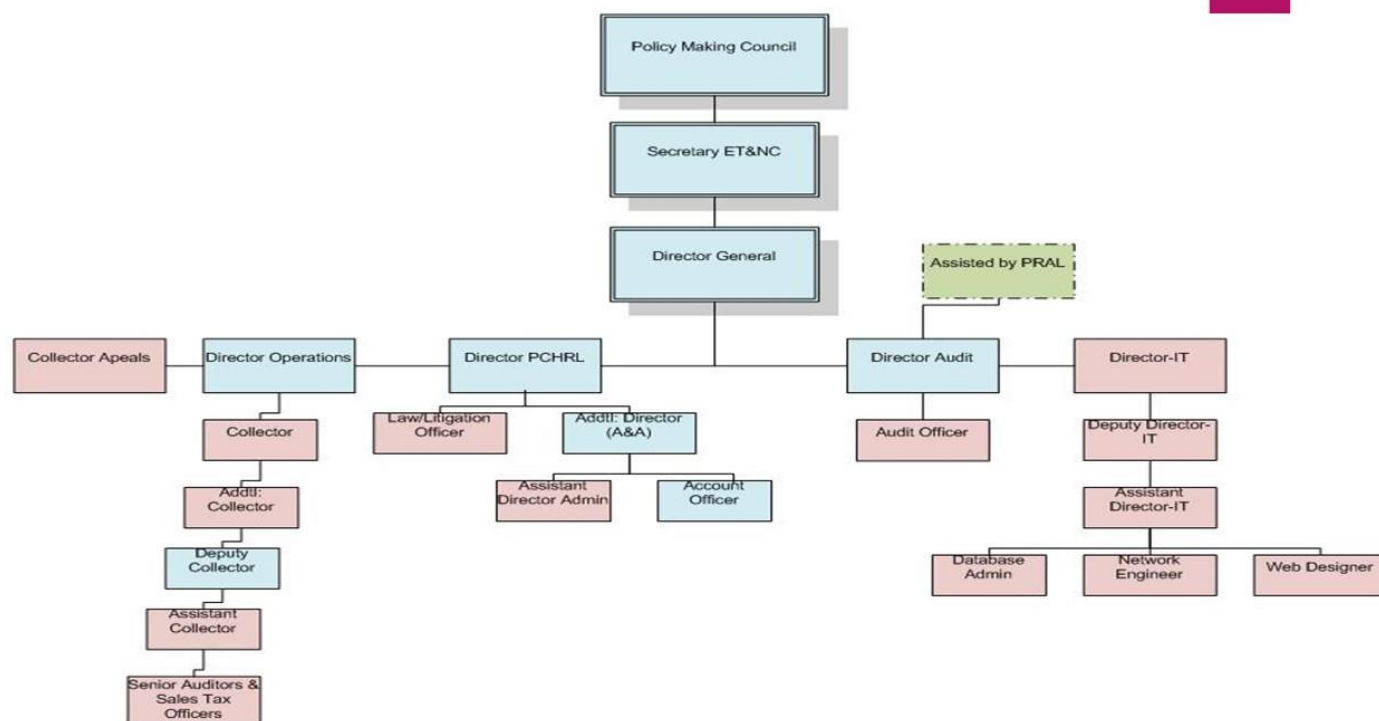 Policy Making Council
Secretary ET&NC
Director General
Assisted by PRAL
Collector Apeals
Director Operations
Director PCHRL
Director Audit
Director-IT
Collector
Law/Litigation
Officer
Addtl: Director
(A&A)
Audit Officer
Deputy Director-
IT
Addtl:
Collector
Assistant
Director Admin
Account
Officer
Assistant
Director-IT
Deputy
Collector
Database
Admin
Network
Engineer
Web Designer
Assistant
Collector
Senior Auditors &
Sales Tax
Officers